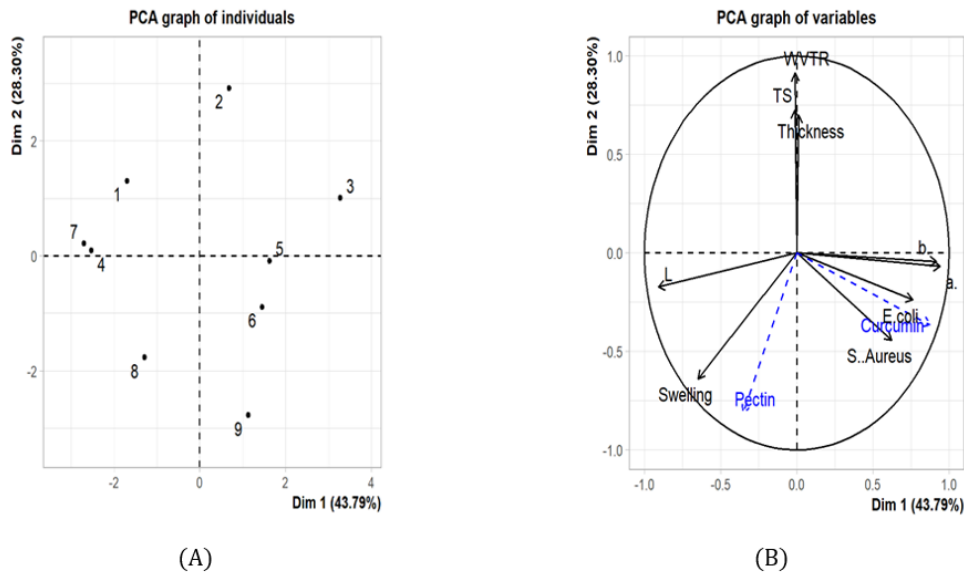 PCA graph of individuals
Dim 2 (28.30%)
2
0
-2
-2
0
2
4
Dim 1 (43.79%)
1
2
3
4
5
6
7
8
9
(A)
PCA graph of variables
Dim 2 (28.30%)
1.0
0.5
0.0
-0.5
-1.0
-1.0
-0.5
0.0
0.5
1.0
Dim 1 (43.79%)
WVTR
TS
Thickness
b
a.
L
E.coli
Curcumin
S..Aureus
Swelling
Pectin
(B)